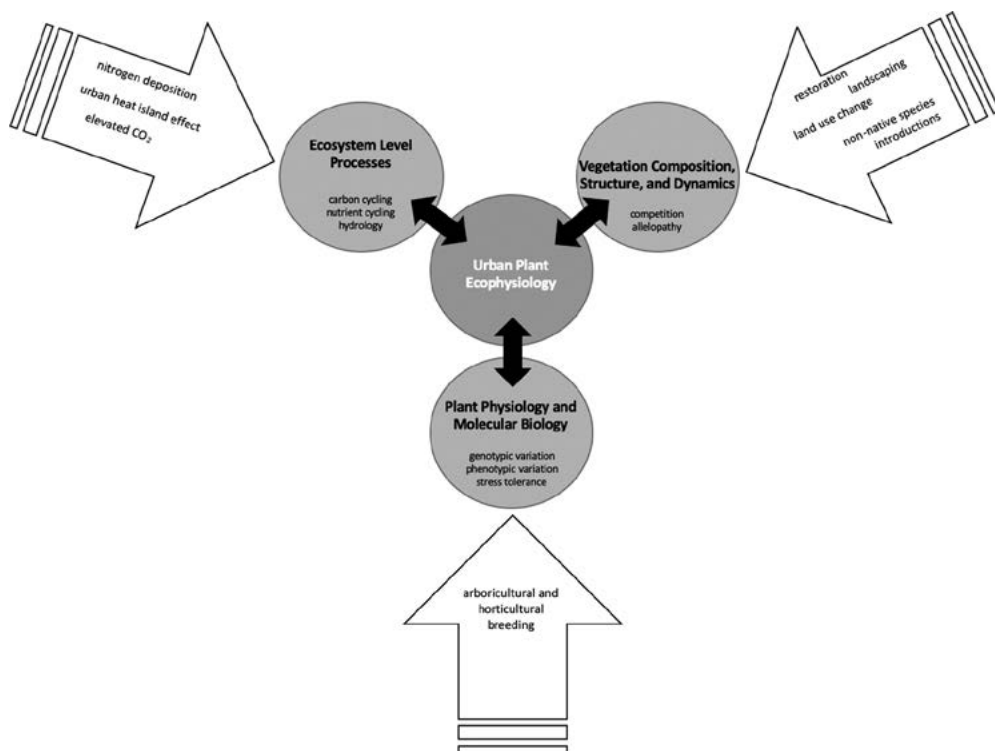 nitrogen deposition
urban heat island effect
elevated CO₂
restoration
landscaping
land use change
non-native species
introductions
Ecosystem Level
Processes
carbon cycling
nutrient cycling
hydrology
Vegetation Composition,
Structure, and Dynamics
competition
allelopathy
Urban Plant
Ecophysiology
Plant Physiology and
Molecular Biology
genotypic variation
phenotypic variation
stress tolerance
arboricultural and
horticultural
breeding